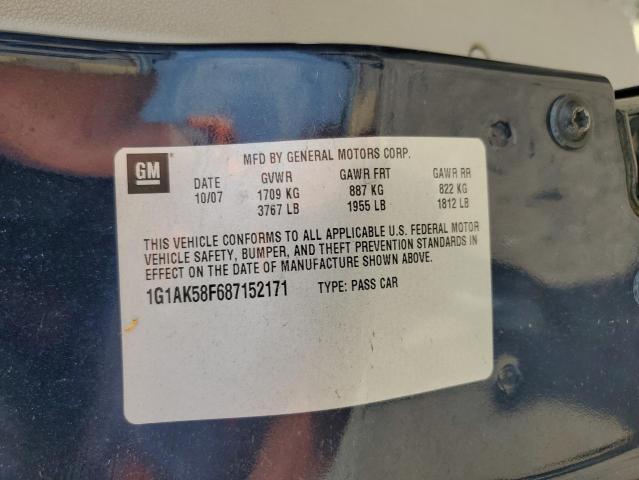 GM MFD BY GENERAL MOTORS CORP.
DATE GVWR GAWR FRT GAWR RR
10/07 1709 KG 887 KG 822 KG
3767 LB 1955 LB 1812 LB
THIS VEHICLE CONFORMS TO ALL APPLICABLE U.S. FEDERAL MOTOR
VEHICLE SAFETY, BUMPER, AND THEFT PREVENTION STANDARDS IN
EFFECT ON THE DATE OF MANUFACTURE SHOWN ABOVE.
1G1AK58F687152171 TYPE: PASS CAR